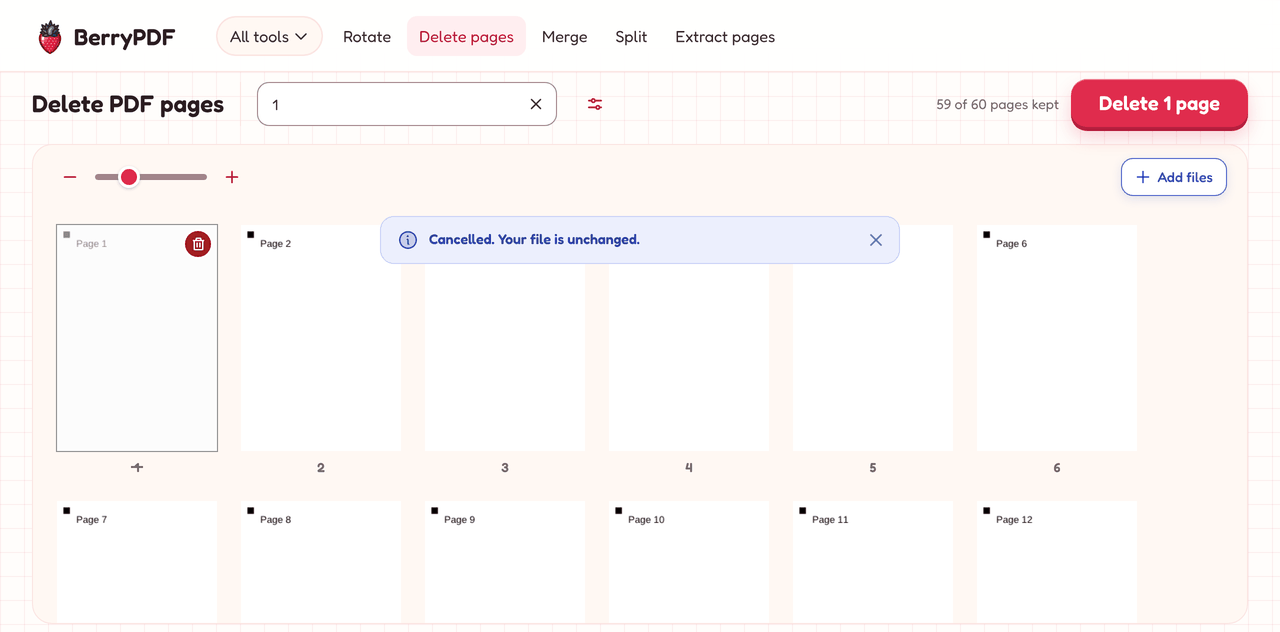 BerryPDF
All tools
Rotate
Delete pages
Merge
Split
Extract pages
Delete PDF pages
1
59 of 60 pages kept
Delete 1 page
Add files
Cancelled. Your file is unchanged.
Page 1
Page 2
Page 6
1
2
3
4
5
6
Page 7
Page 8
Page 9
Page 10
Page 11
Page 12